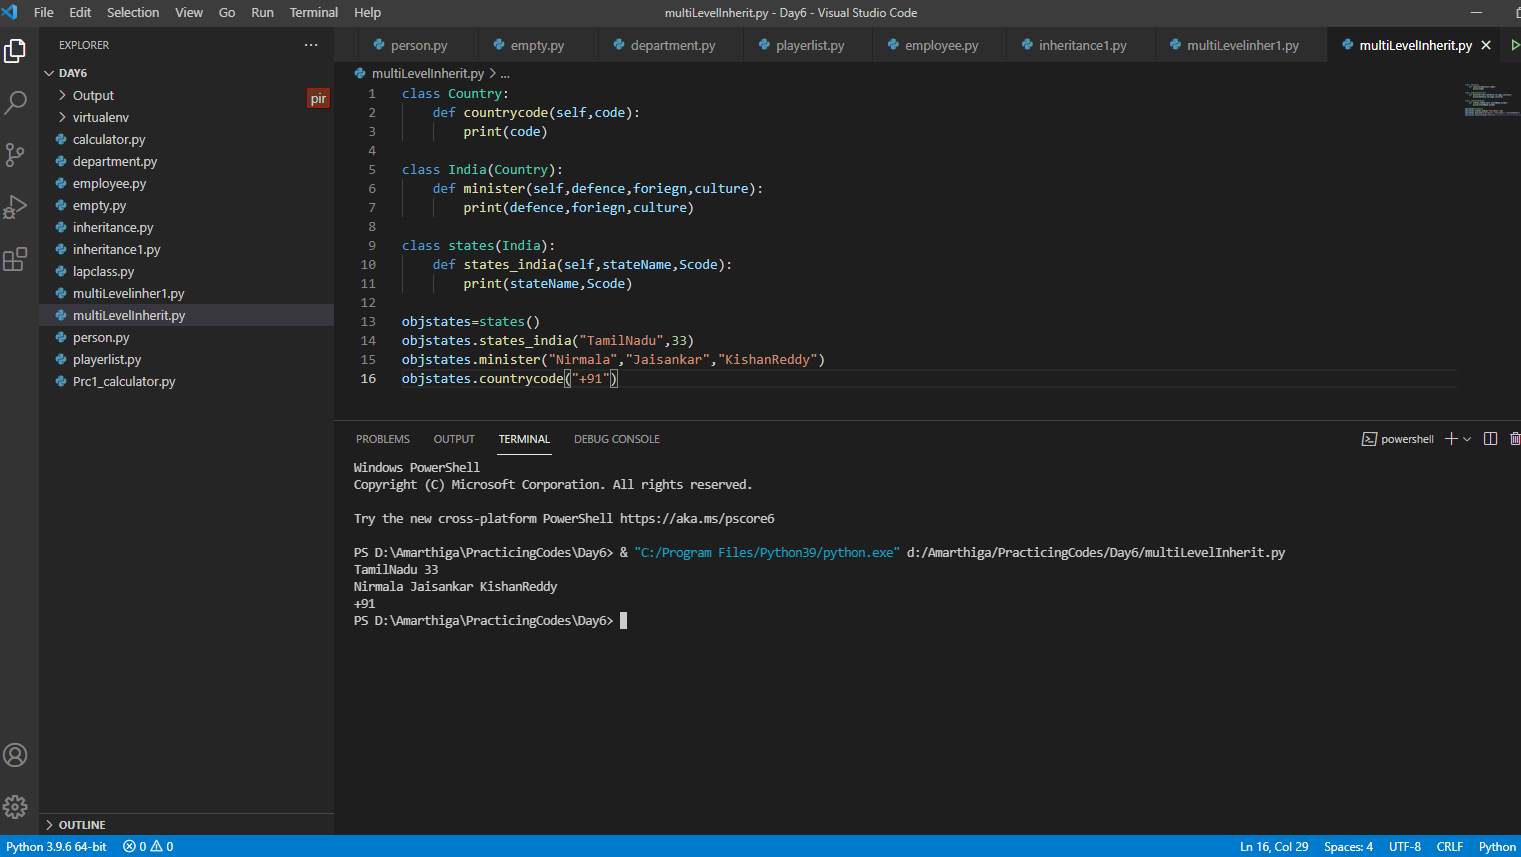 File Edit Selection View Go Run Terminal Help multiLevelInherit.py - Day6 - Visual Studio Code
EXPLORER ...
DAY6
Output
pir
virtualenv
calculator.py
department.py
employee.py
empty.py
inheritance.py
inheritance1.py
lapclass.py
multiLevelinher1.py
multiLevelInherit.py
person.py
playerlist.py
Prc1_calculator.py
OUTLINE
person.py empty.py department.py playerlist.py employee.py inheritance1.py multiLevelinher1.py multiLevelInherit.py
multiLevelInherit.py > ...
1 class Country:
2 def countrycode(self,code):
3 print(code)
4
5 class India(Country):
6 def minister(self,defence,foriegn,culture):
7 print(defence,foriegn,culture)
8
9 class states(India):
10 def states_india(self,stateName,Scode):
11 print(stateName,Scode)
12
13 objstates=states()
14 objstates.states_india("TamilNadu",33)
15 objstates.minister("Nirmala","Jaisankar","KishanReddy")
16 objstates.countrycode("+91")
PROBLEMS OUTPUT TERMINAL DEBUG CONSOLE powershell
Windows PowerShell
Copyright (C) Microsoft Corporation. All rights reserved.
Try the new cross-platform PowerShell https://aka.ms/pscore6
PS D:\Amarthiga\PracticingCodes\Day6> & "C:/Program Files/Python39/python.exe" d:/Amarthiga/PracticingCodes/Day6/multiLevelInherit.py
TamilNadu 33
Nirmala Jaisankar KishanReddy
+91
PS D:\Amarthiga\PracticingCodes\Day6>
Python 3.9.6 64-bit 0 0 Ln 16, Col 29 Spaces: 4 UTF-8 CRLF Python